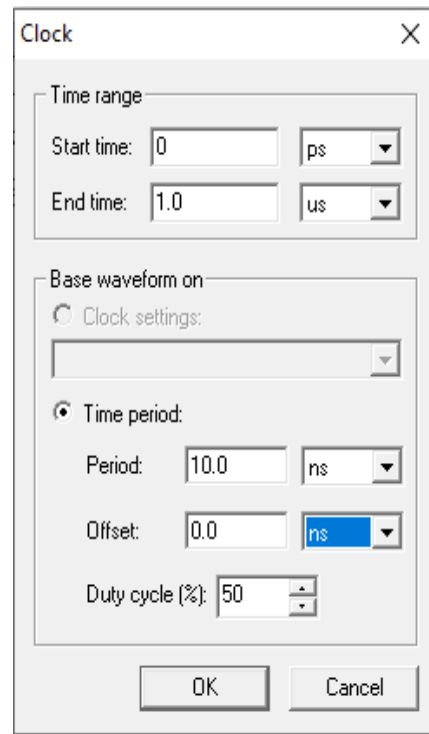 Clock
Time range
Start time: 0 ps
End time: 1.0 us
Base waveform on
Clock settings:
Time period:
Period: 10.0 ns
Offset: 0.0 ns
Duty cycle (%): 50
OK Cancel